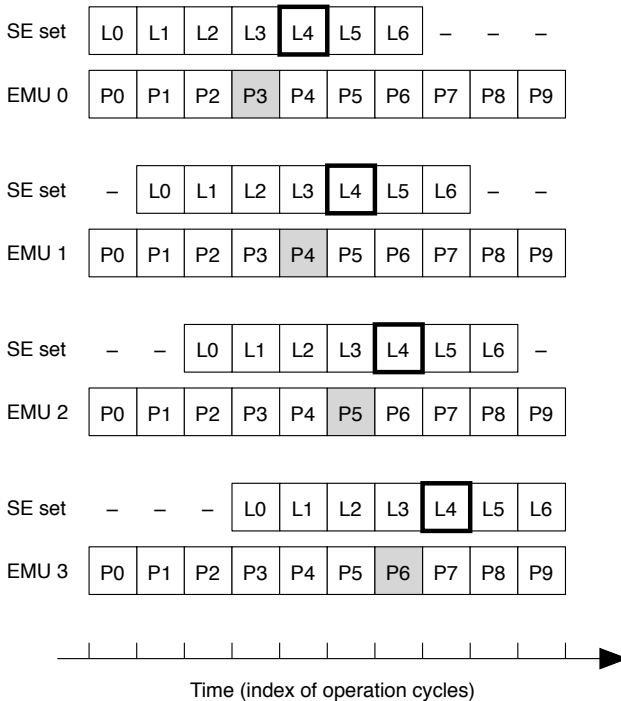 SE set L0 L1 L2 L3 L4 L5 L6 – – –
EMU 0 P0 P1 P2 P3 P4 P5 P6 P7 P8 P9
SE set – L0 L1 L2 L3 L4 L5 L6 – –
EMU 1 P0 P1 P2 P3 P4 P5 P6 P7 P8 P9
SE set – – L0 L1 L2 L3 L4 L5 L6 –
EMU 2 P0 P1 P2 P3 P4 P5 P6 P7 P8 P9
SE set – – – L0 L1 L2 L3 L4 L5 L6
EMU 3 P0 P1 P2 P3 P4 P5 P6 P7 P8 P9
Time (index of operation cycles)